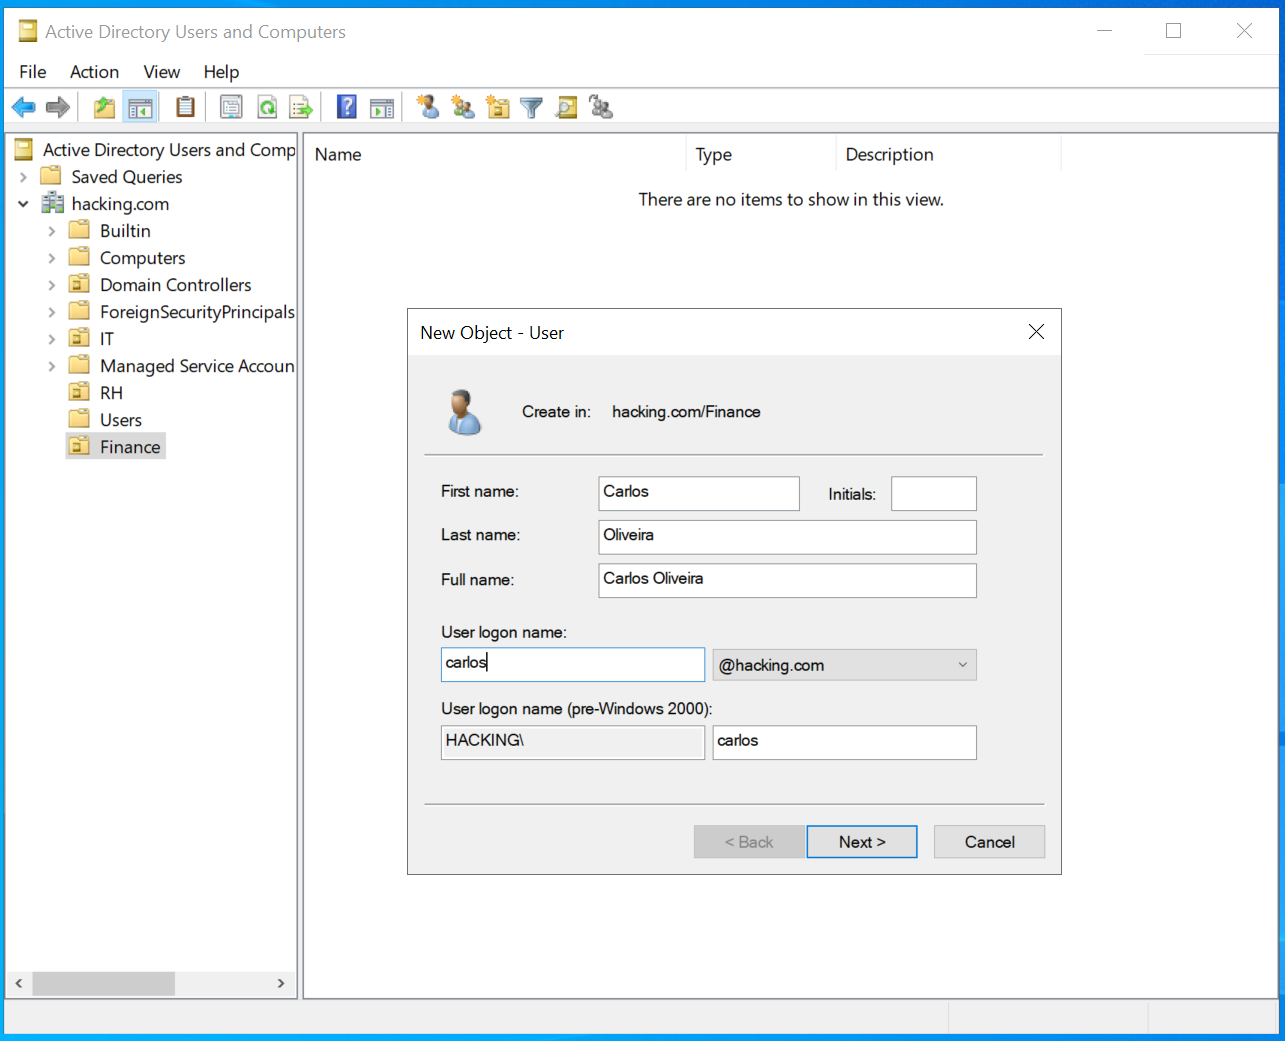 Active Directory Users and Computers
File Action View Help
Active Directory Users and Comp
Saved Queries
hacking.com
Builtin
Computers
Domain Controllers
ForeignSecurityPrincipals
IT
Managed Service Accoun
RH
Users
Finance
Name Type Description
There are no items to show in this view.
New Object - User
Create in: hacking.com/Finance
First name: Carlos Initials:
Last name: Oliveira
Full name: Carlos Oliveira
User logon name:
carlos @hacking.com
User logon name (pre-Windows 2000):
HACKING\ carlos
< Back Next > Cancel